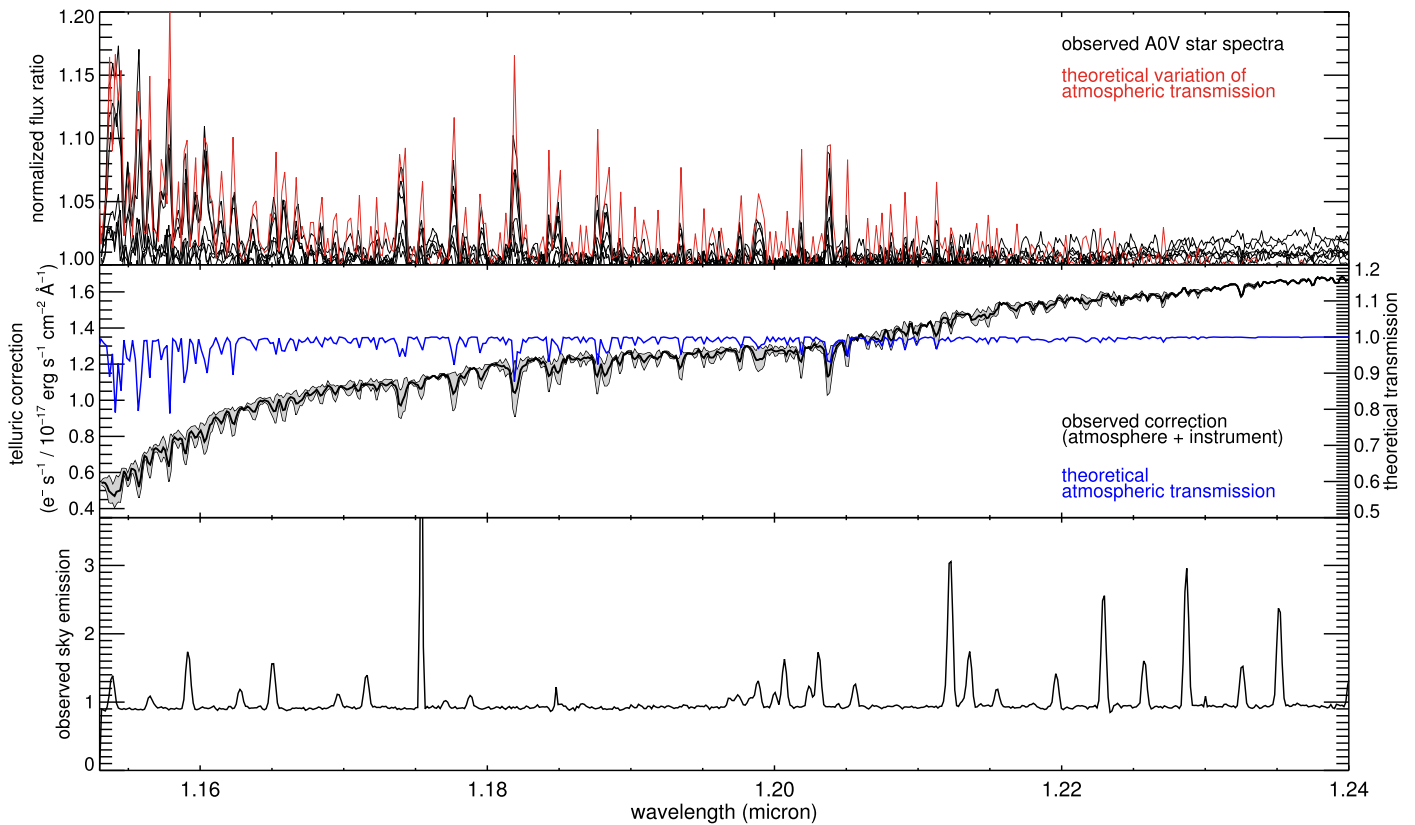 normalized flux ratio
1.20
1.15
1.10
1.05
1.00
observed A0V star spectra
theoretical variation of
atmospheric transmission
telluric correction
(e⁻ s⁻¹ / 10⁻¹⁷ erg s⁻¹ cm⁻² Å⁻¹)
1.6
1.4
1.2
1.0
0.8
0.6
0.4
observed correction
(atmosphere + instrument)
theoretical
atmospheric transmission
1.2
1.1
1.0
0.9
0.8
0.7
0.6
0.5
theoretical transmission
observed sky emission
3
2
1
0
1.16 1.18 1.20 1.22 1.24
wavelength (micron)